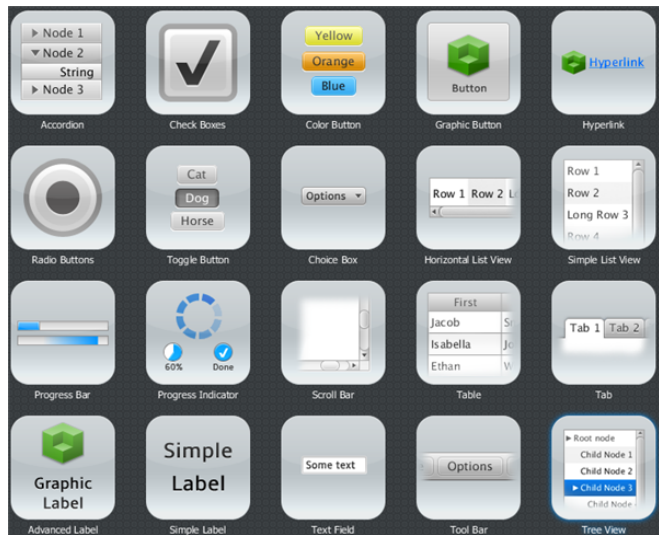 Node 1
Node 2
String
Node 3
Accordion
Check Boxes
Yellow
Orange
Blue
Color Button
Button
Graphic Button
Hyperlink
Hyperlink
Radio Buttons
Cat
Dog
Horse
Toggle Button
Options
Choice Box
Row 1 Row 2 L
Horizontal List View
Row 1
Row 2
Long Row 3
Row 4
Simple List View
Progress Bar
60% Done
Progress Indicator
Scroll Bar
First
Jacob S
Isabella Jo
Ethan W
Table
Tab 1 Tab 2
Tab
Graphic
Label
Advanced Label
Simple
Label
Simple Label
Some text
Text Field
Options
Tool Bar
Root node
Child Node 1
Child Node 2
Child Node 3
Child Node
Tree View